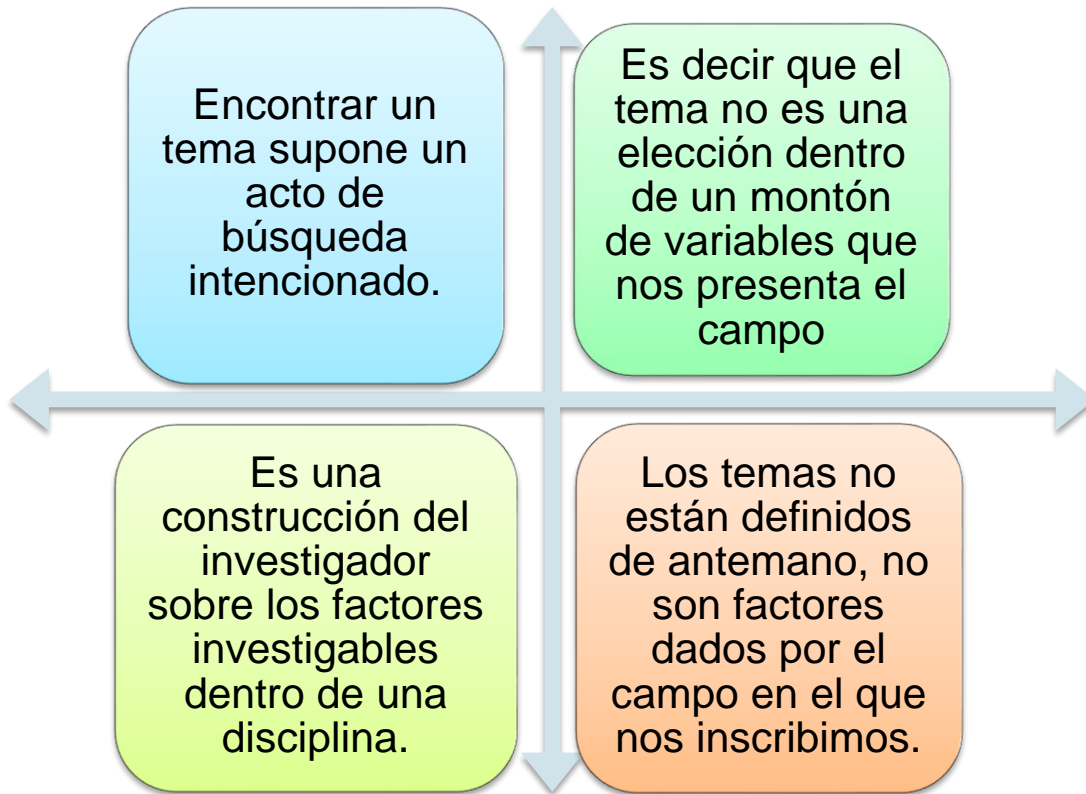 Encontrar un
tema supone un
acto de
búsqueda
intencionado.
Es decir que el
tema no es una
elección dentro
de un montón
de variables que
nos presenta el
campo
Es una
construcción del
investigador
sobre los factores
investigables
dentro de una
disciplina.
Los temas no
están definidos
de antemano, no
son factores
dados por el
campo en el que
nos inscribimos.